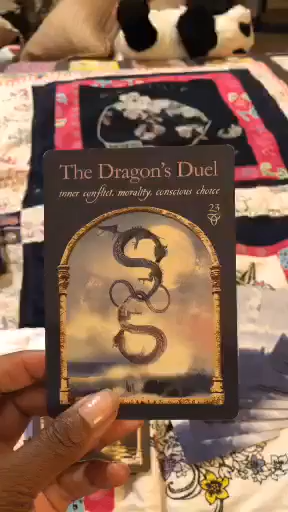 The Dragon's Duel
inner conflict, morality, conscious choice
23